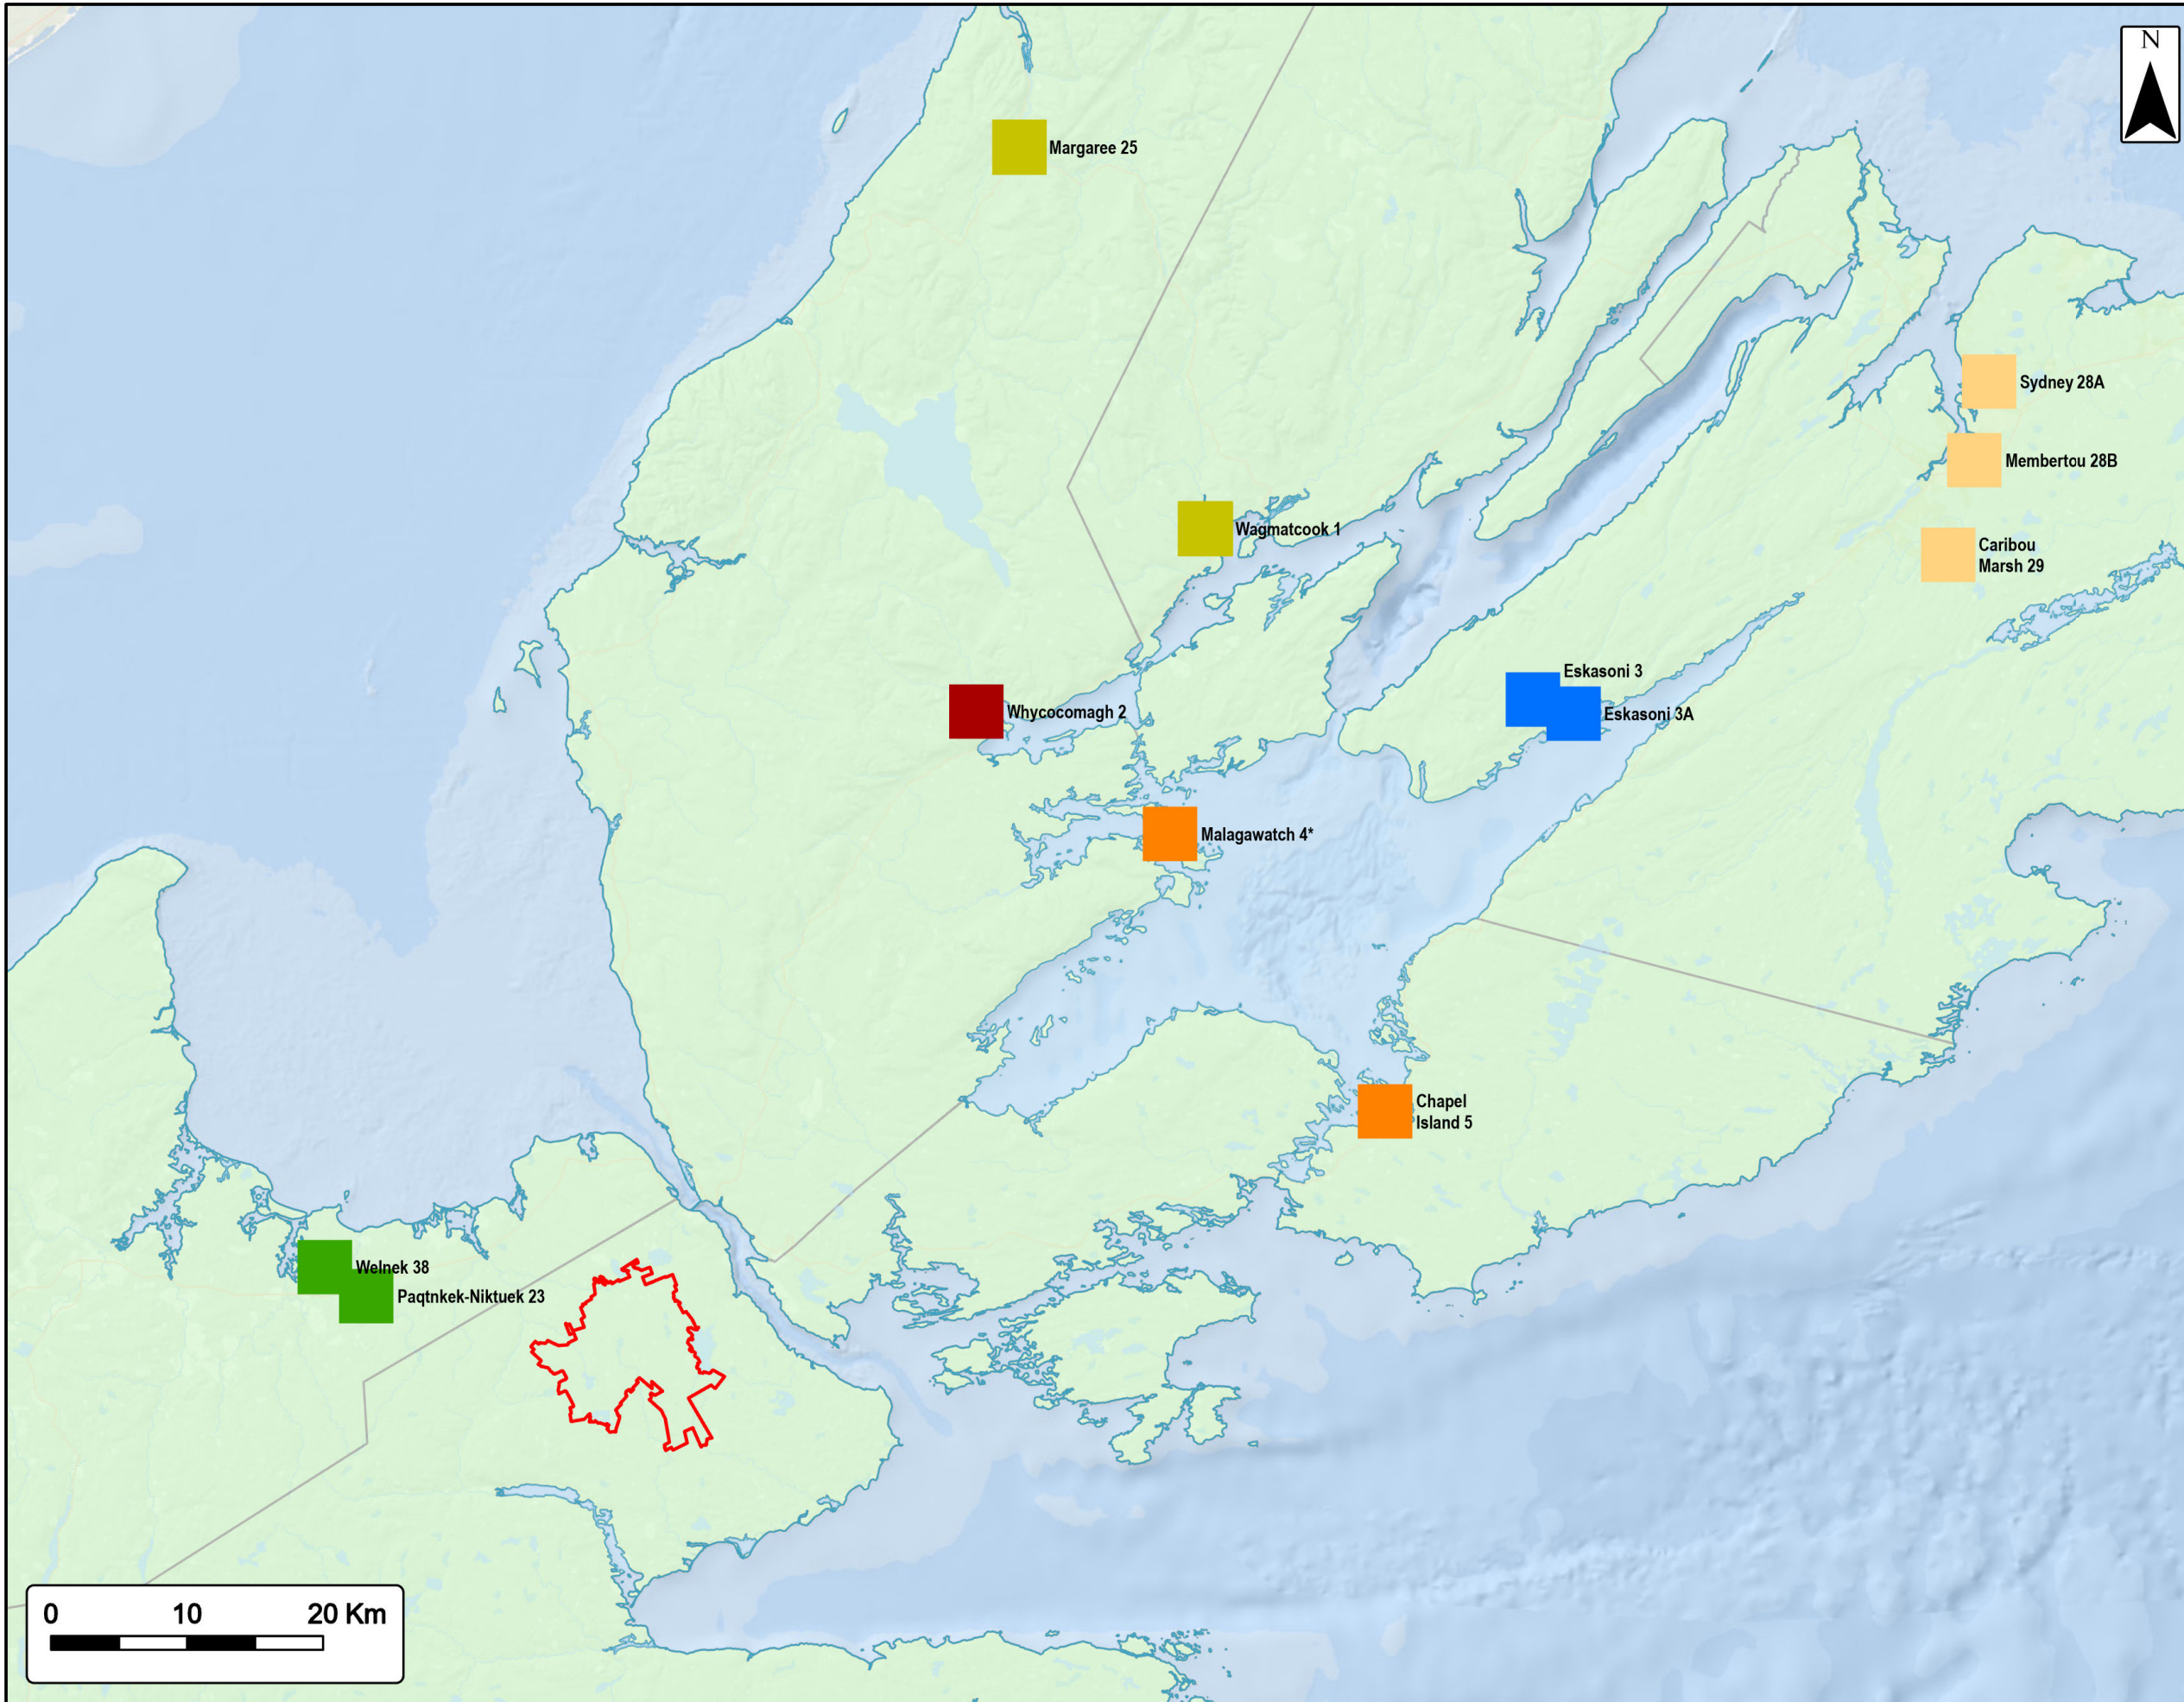 N
Margaree 25
Sydney 28A
Membertou 28B
Wagmatcook 1
Caribou
Marsh 29
Eskasoni 3
Whycocomagh 2
Eskasoni 3A
Malagawatch 4*
Chapel
Island 5
Welnek 38
Paqtnkek-Niktuek 23
0 10 20 Km